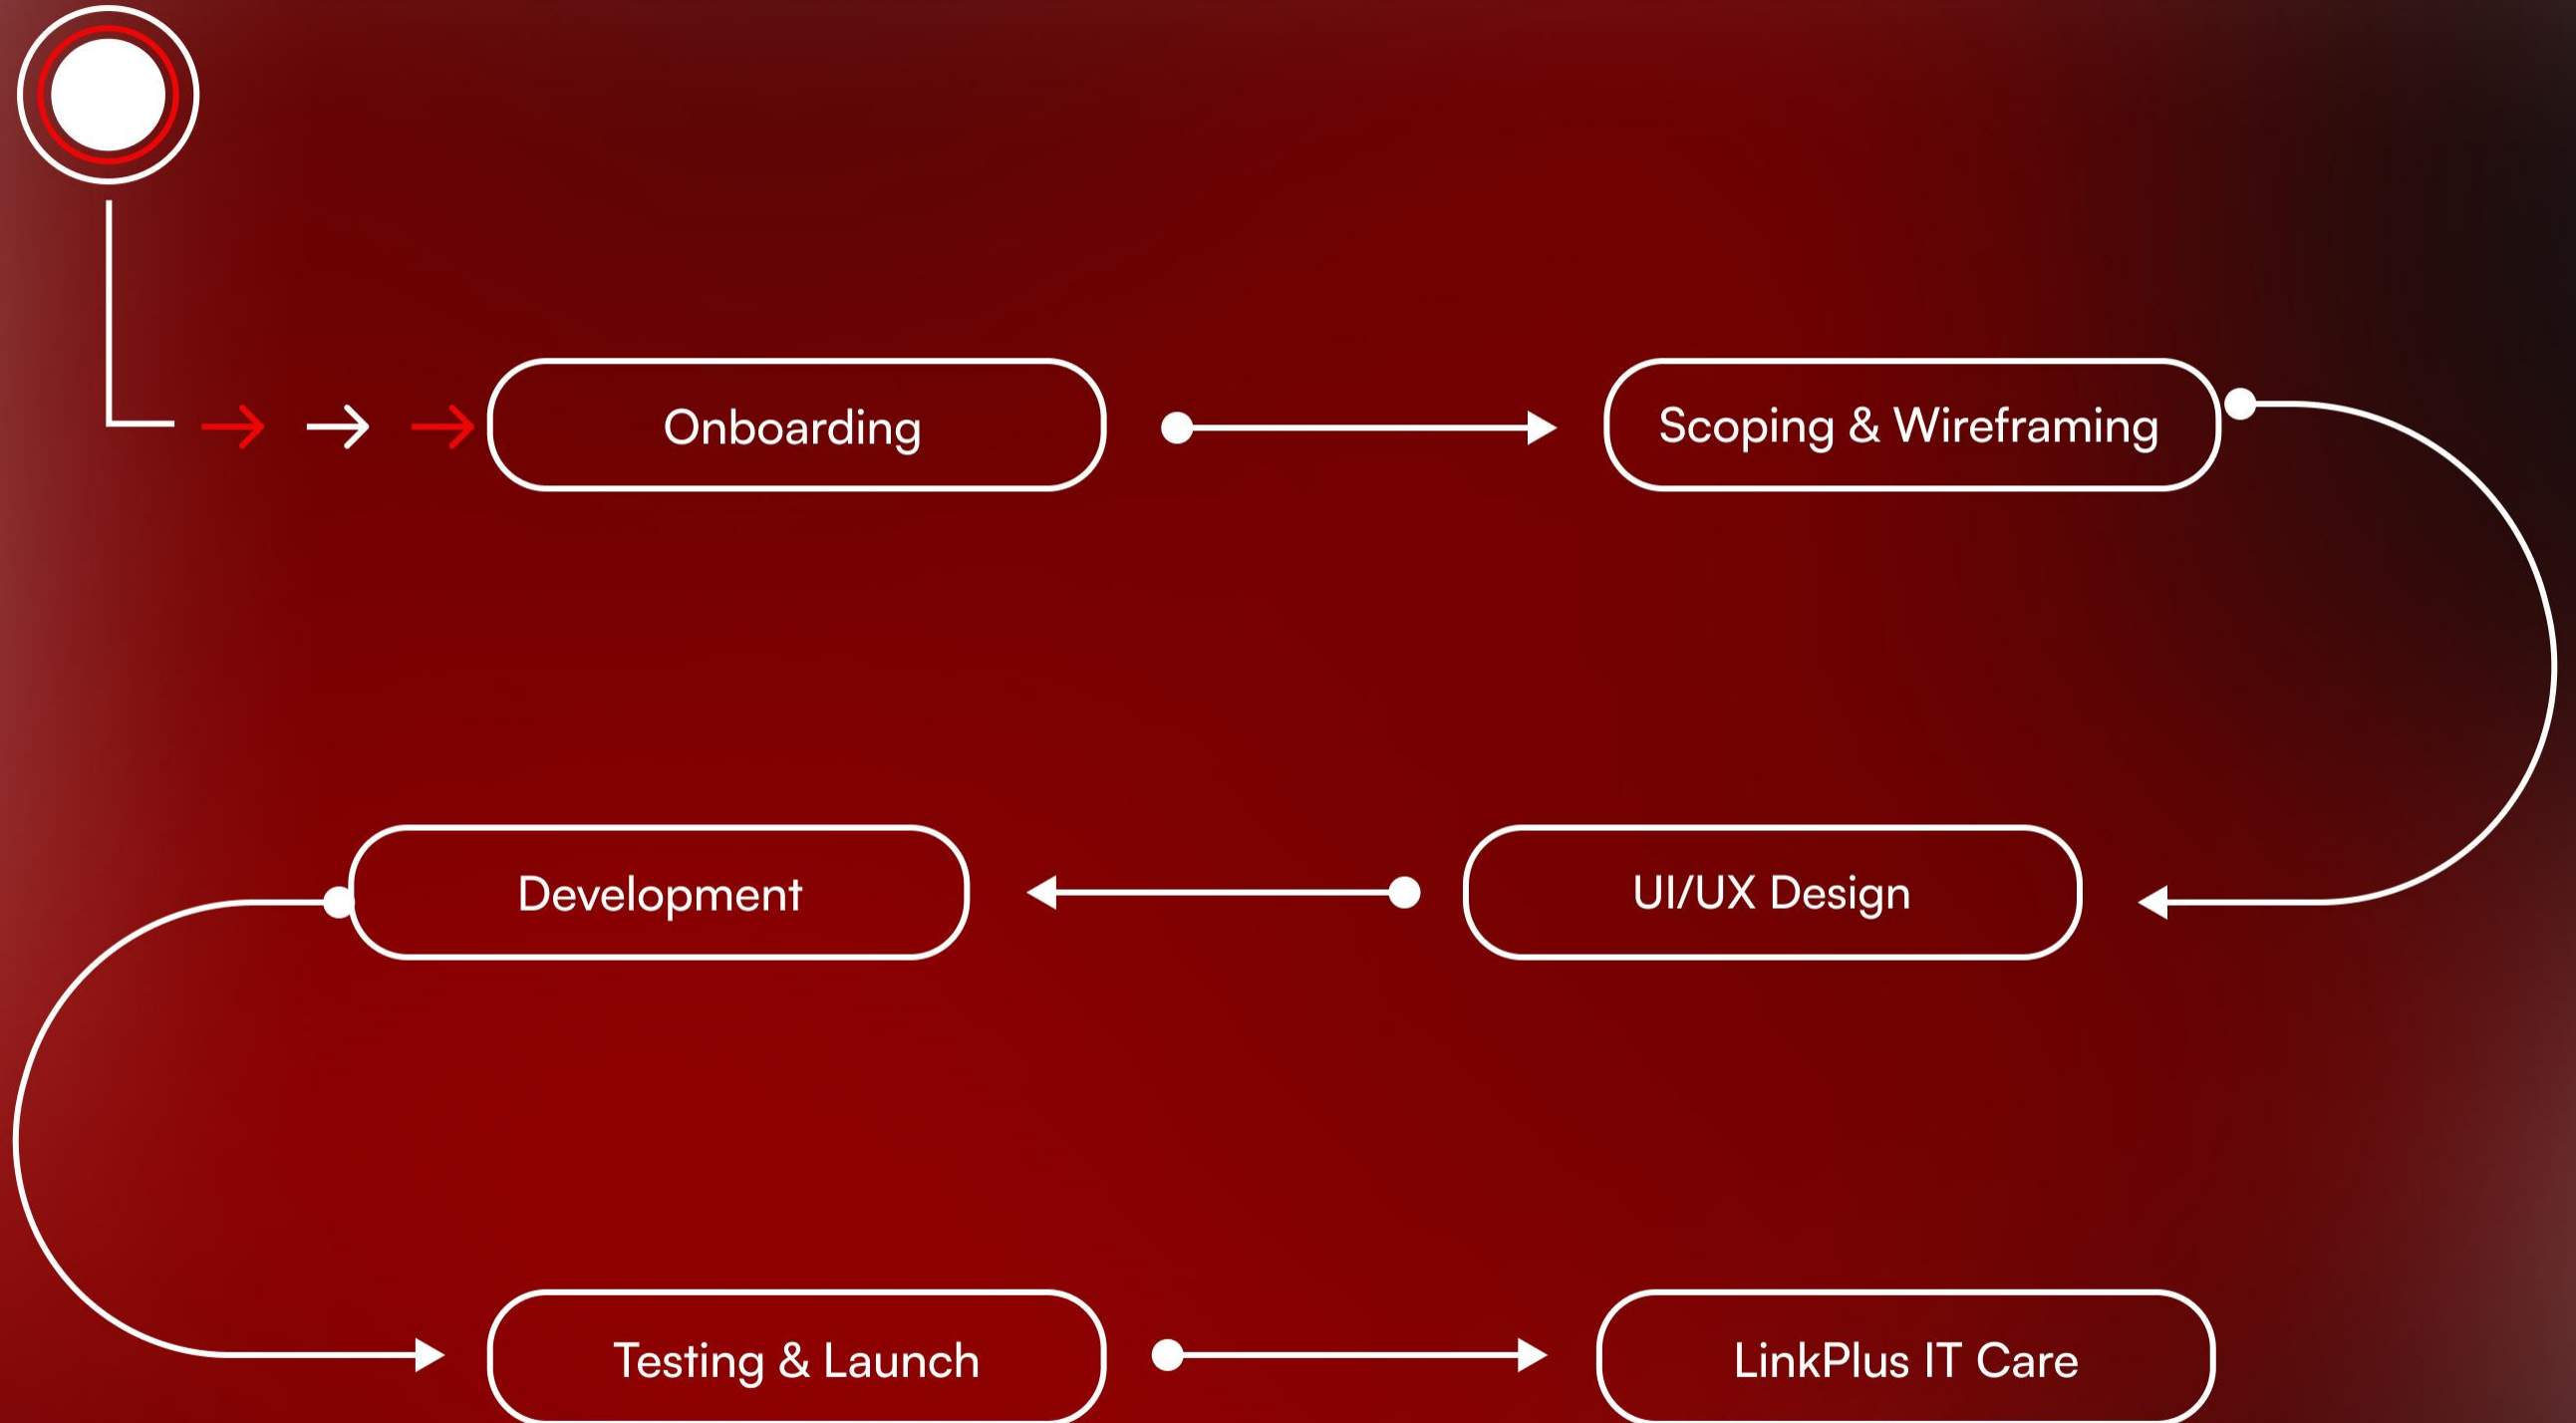 Onboarding
Scoping & Wireframing
UI/UX Design
Development
Testing & Launch
LinkPlus IT Care